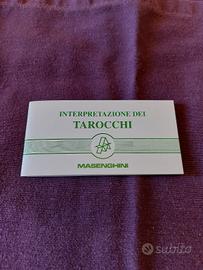 INTERPRETAZIONE DEI
TAROCCHI
MASENGHINI
subito